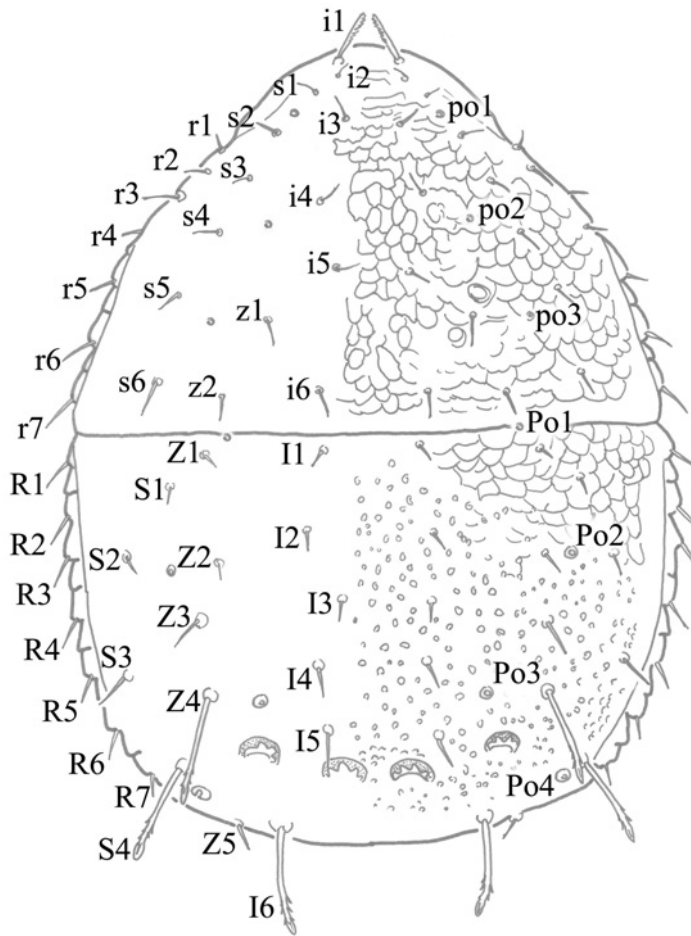 i1
i2
s1
po1
s2
i3
r1
r2
s3
r3
i4
po2
s4
r4
i5
r5
s5
z1
po3
r6
s6
z2
i6
r7
Po1
Z1
I1
R1
S1
R2
I2
Po2
S2
Z2
R3
I3
Z3
R4
S3
I4
Po3
R5
Z4
I5
R6
Po4
R7
S4
Z5
I6